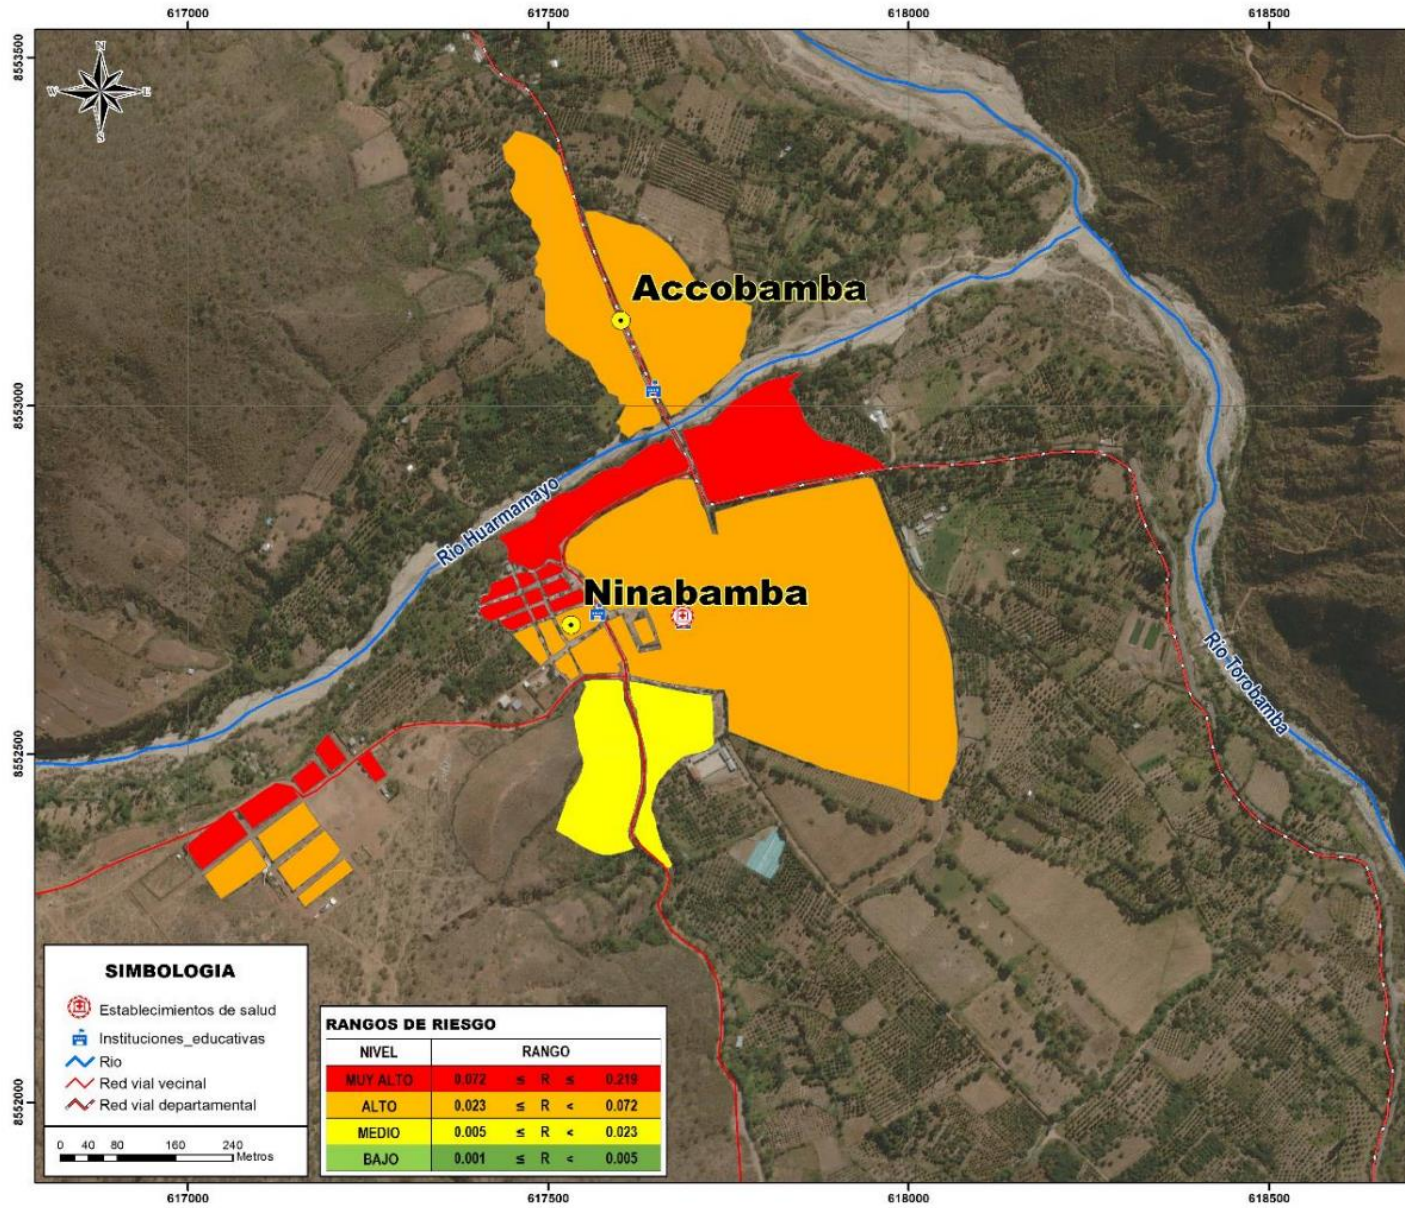 617000 617500 618000 618500
8553500
N
W E
S
Accobamba
8553000
Rio Huarmamayo
Ninabamba
Rio Torobamba
8552500
SIMBOLOGIA
Establecimientos de salud
Instituciones_educativas
Rio
Red vial vecinal
Red vial departamental
0 40 80 160 240
Metros
RANGOS DE RIESGO
NIVEL RANGO
MUY ALTO 0.072 ≤ R ≤ 0.219
ALTO 0.023 ≤ R < 0.072
MEDIO 0.005 ≤ R < 0.023
BAJO 0.001 ≤ R < 0.005
8552000
617000 617500 618000 618500